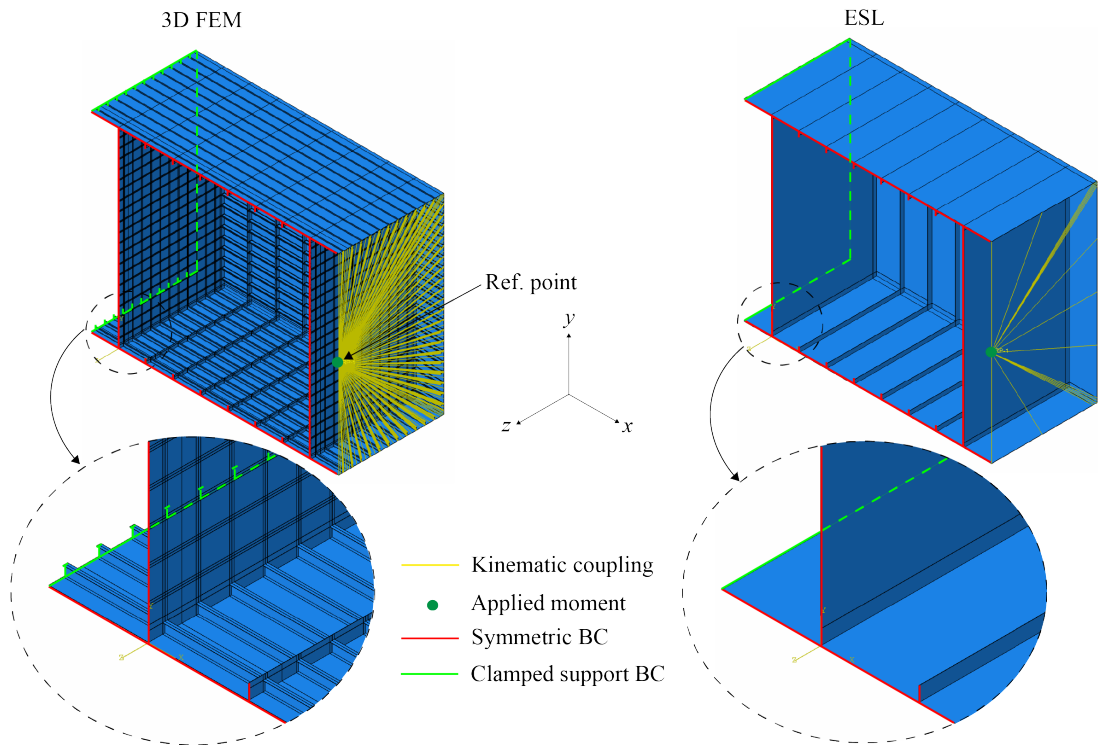 3D FEM
ESL
Ref. point
y
z
x
Kinematic coupling
Applied moment
Symmetric BC
Clamped support BC